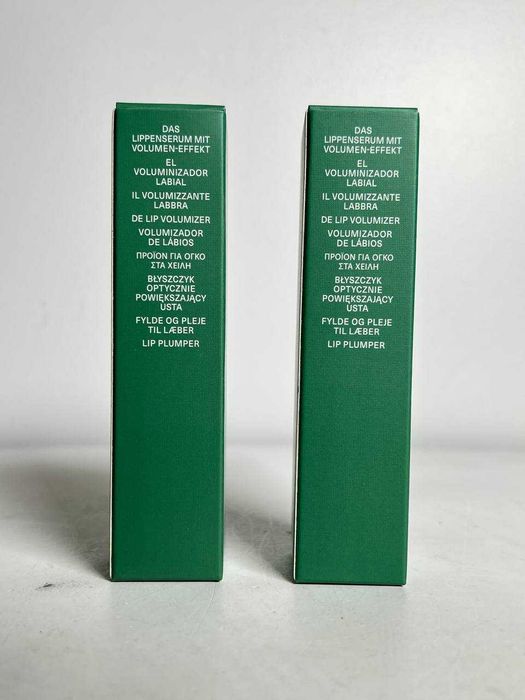 DAS
LIPPENSERUM MIT
VOLUMEN-EFFEKT
EL
VOLUMINIZADOR
LABIAL
IL VOLUMIZZANTE
LABBRA
DE LIP VOLUMIZER
VOLUMIZADOR
DE LÁBIOS
ΠΡΟΪΟΝ ΓΙΑ ΟΓΚΟ
ΣΤΑ ΧΕΙΛΗ
BŁYSZCZYK
OPTYCZNIE
POWIĘKSZAJĄCY
USTA
FYLDE OG PLEJE
TIL LÆBER
LIP PLUMPER
DAS
LIPPENSERUM MIT
VOLUMEN-EFFEKT
EL
VOLUMINIZADOR
LABIAL
IL VOLUMIZZANTE
LABBRA
DE LIP VOLUMIZER
VOLUMIZADOR
DE LÁBIOS
ΠΡΟΪΟΝ ΓΙΑ ΟΓΚΟ
ΣΤΑ ΧΕΙΛΗ
BŁYSZCZYK
OPTYCZNIE
POWIĘKSZAJĄCY
USTA
FYLDE OG PLEJE
TIL LÆBER
LIP PLUMPER